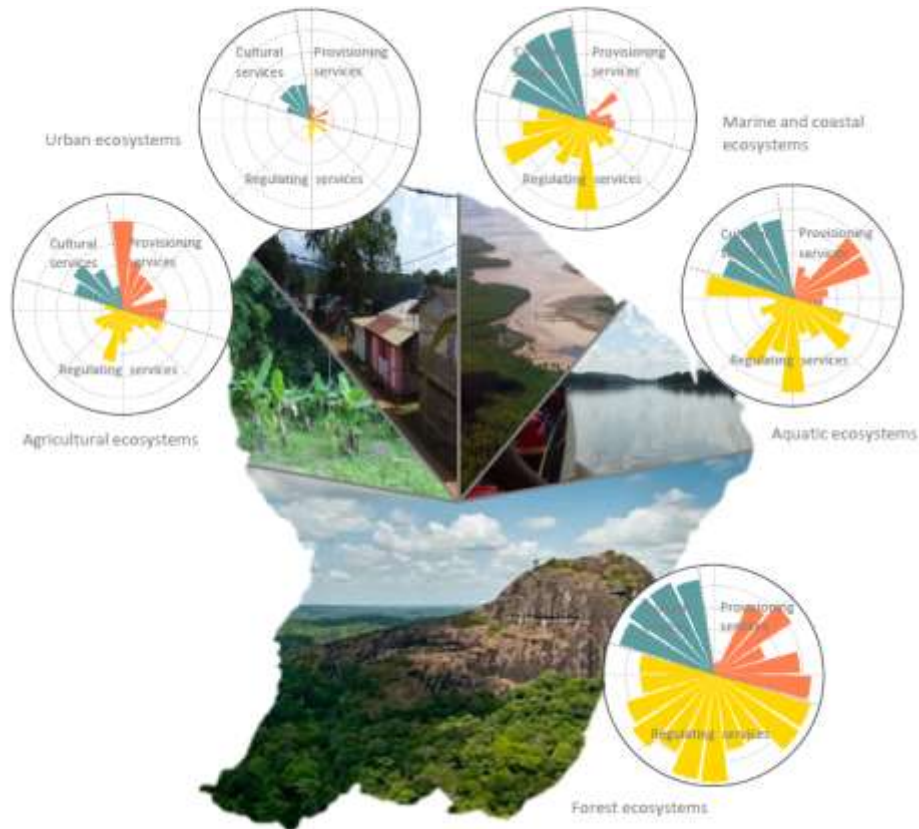 Cultural
services
Provisioning
services
Regulating services
Urban ecosystems
Provisioning
services
Regulating services
Marine and coastal
ecosystems
Cultural
services
Provisioning
services
Regulating services
Agricultural ecosystems
Provisioning
services
Regulating services
Aquatic ecosystems
Provisioning
services
Regulating services
Forest ecosystems